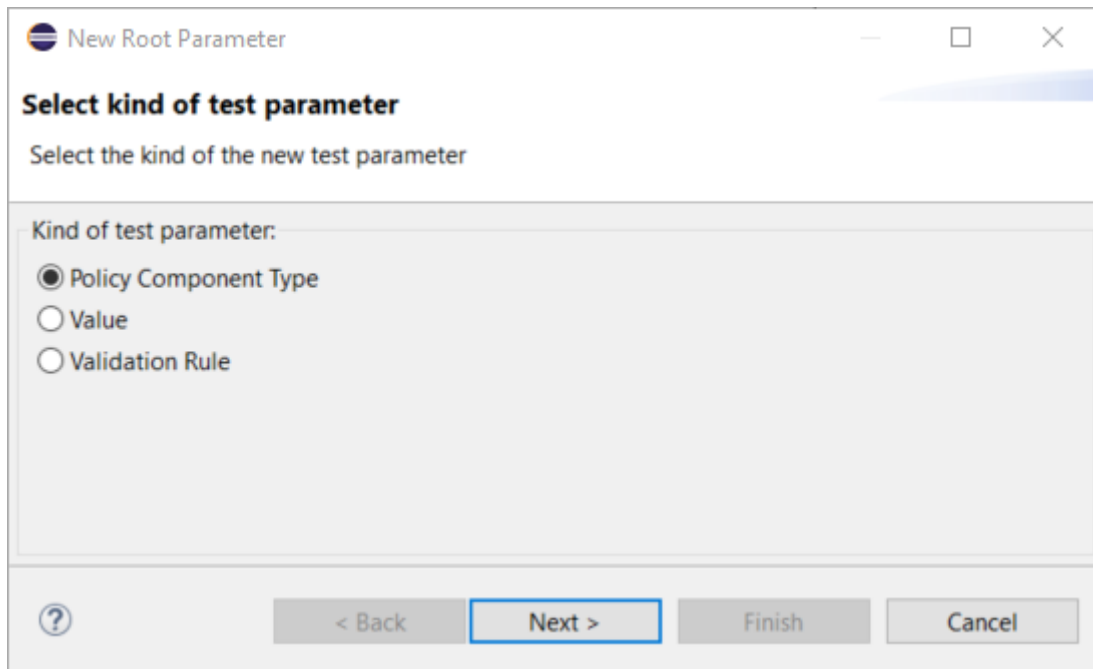 New Root Parameter
Select kind of test parameter
Select the kind of the new test parameter
Kind of test parameter:
Policy Component Type
Value
Validation Rule
?
< Back
Next >
Finish
Cancel